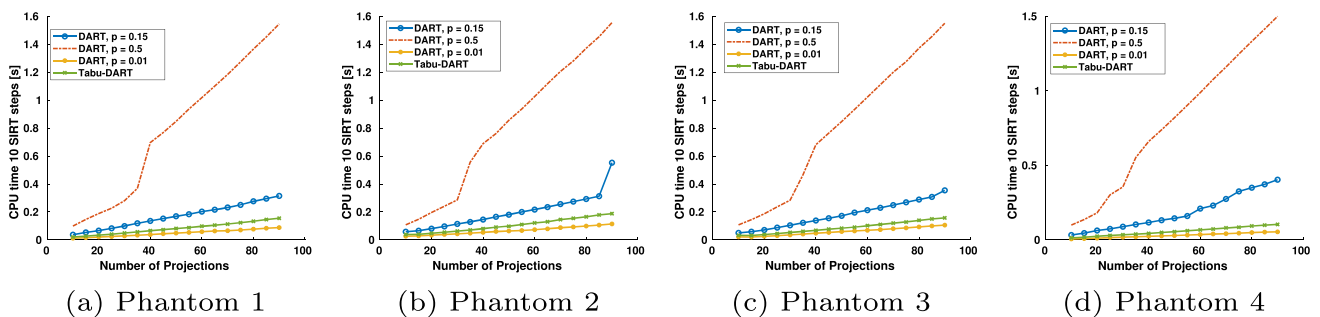 1.6
1.4
1.2
1
0.8
0.6
0.4
0.2
0
CPU time 10 SIRT steps [s]
DART, p = 0.15
DART, p = 0.5
DART, p = 0.01
Tabu-DART
0 20 40 60 80 100
Number of Projections
(a) Phantom 1
1.6
1.4
1.2
1
0.8
0.6
0.4
0.2
0
CPU time 10 SIRT steps [s]
DART, p = 0.15
DART, p = 0.5
DART, p = 0.01
Tabu-DART
0 20 40 60 80 100
Number of Projections
(b) Phantom 2
1.6
1.4
1.2
1
0.8
0.6
0.4
0.2
0
CPU time 10 SIRT steps [s]
DART, p = 0.15
DART, p = 0.5
DART, p = 0.01
Tabu-DART
0 20 40 60 80 100
Number of Projections
(c) Phantom 3
1.5
1
0.5
0
CPU time 10 SIRT steps [s]
DART, p = 0.15
DART, p = 0.5
DART, p = 0.01
Tabu-DART
0 20 40 60 80 100
Number of Projections
(d) Phantom 4